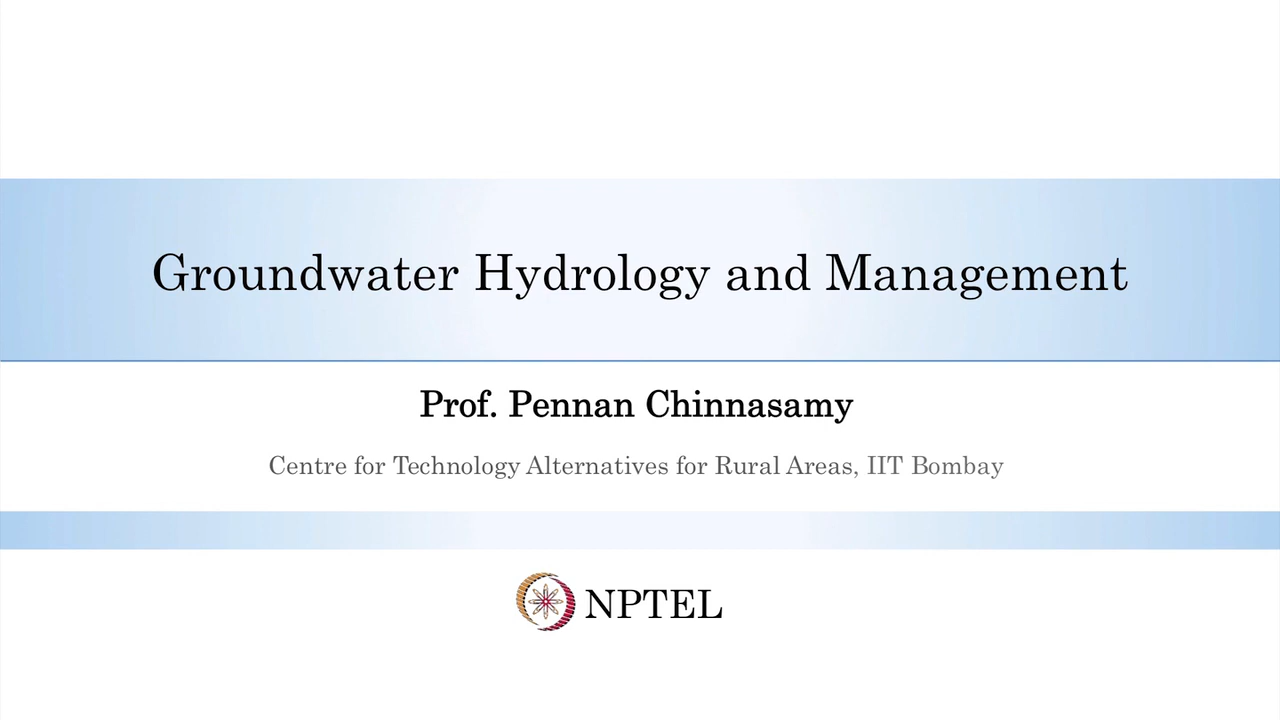 Groundwater Hydrology and Management
Prof. Pennan Chinnasamy
Centre for Technology Alternatives for Rural Areas, IIT Bombay
NPTEL